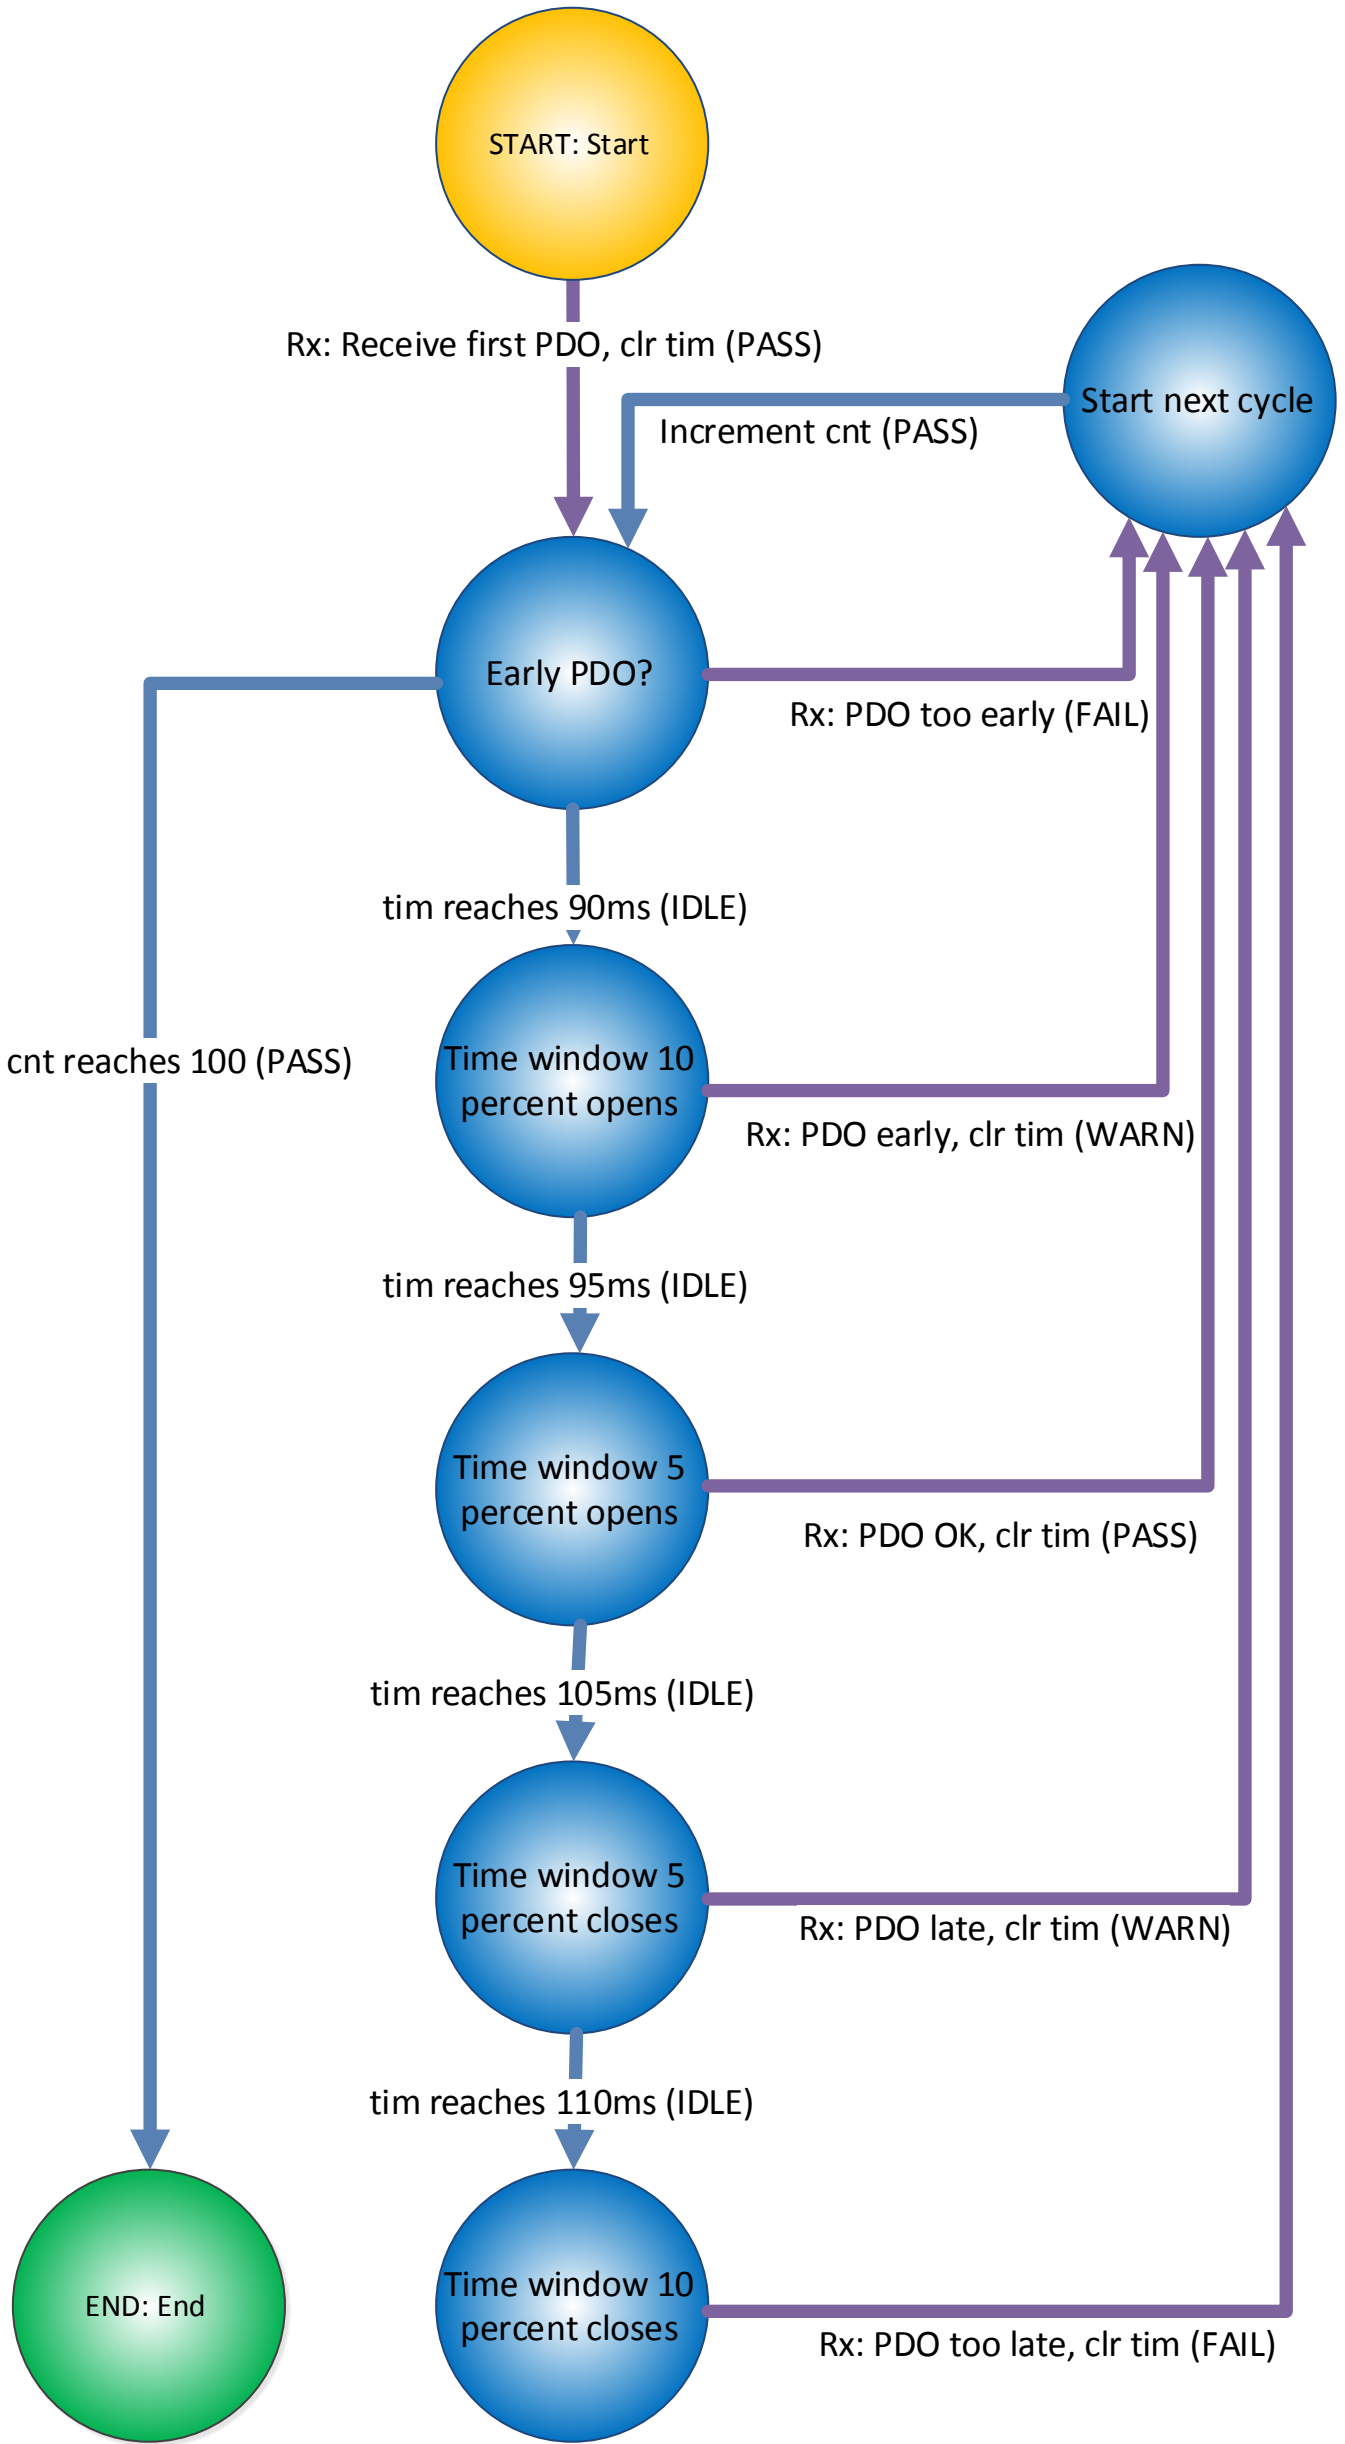 START: Start
Rx: Receive first PDO, clr tim (PASS)
Start next cycle
Increment cnt (PASS)
Early PDO?
Rx: PDO too early (FAIL)
tim reaches 90ms (IDLE)
cnt reaches 100 (PASS)
Time window 10
percent opens
Rx: PDO early, clr tim (WARN)
tim reaches 95ms (IDLE)
Time window 5
percent opens
Rx: PDO OK, clr tim (PASS)
tim reaches 105ms (IDLE)
Time window 5
percent closes
Rx: PDO late, clr tim (WARN)
tim reaches 110ms (IDLE)
END: End
Time window 10
percent closes
Rx: PDO too late, clr tim (FAIL)